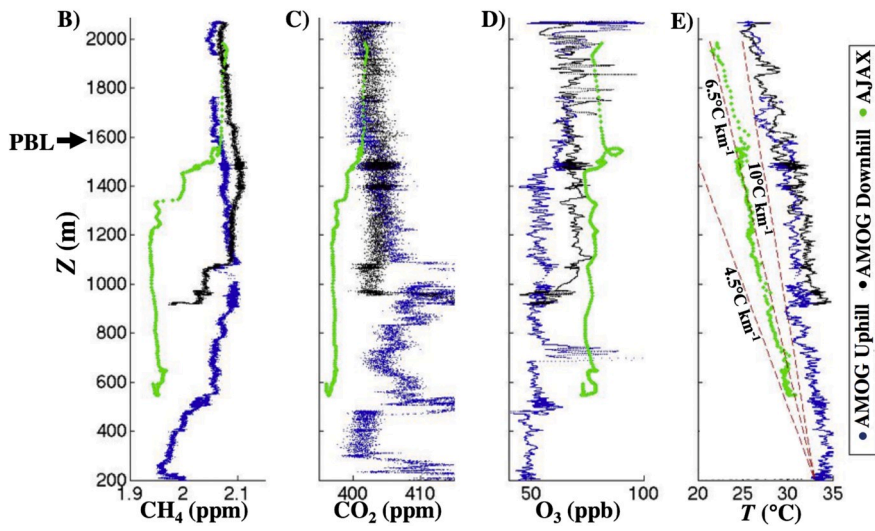 B)
C)
D)
E)
2000
1800
PBL
1600
1400
1200
1000
800
600
400
200
Z (m)
1.9 2 2.1
CH4 (ppm)
400 410
CO2 (ppm)
50 100
O3 (ppb)
20 25 30 35
T (°C)
6.5°C km-1
10°C km-1
4.5°C km-1
AMOG Uphill
AMOG Downhill
AJAX